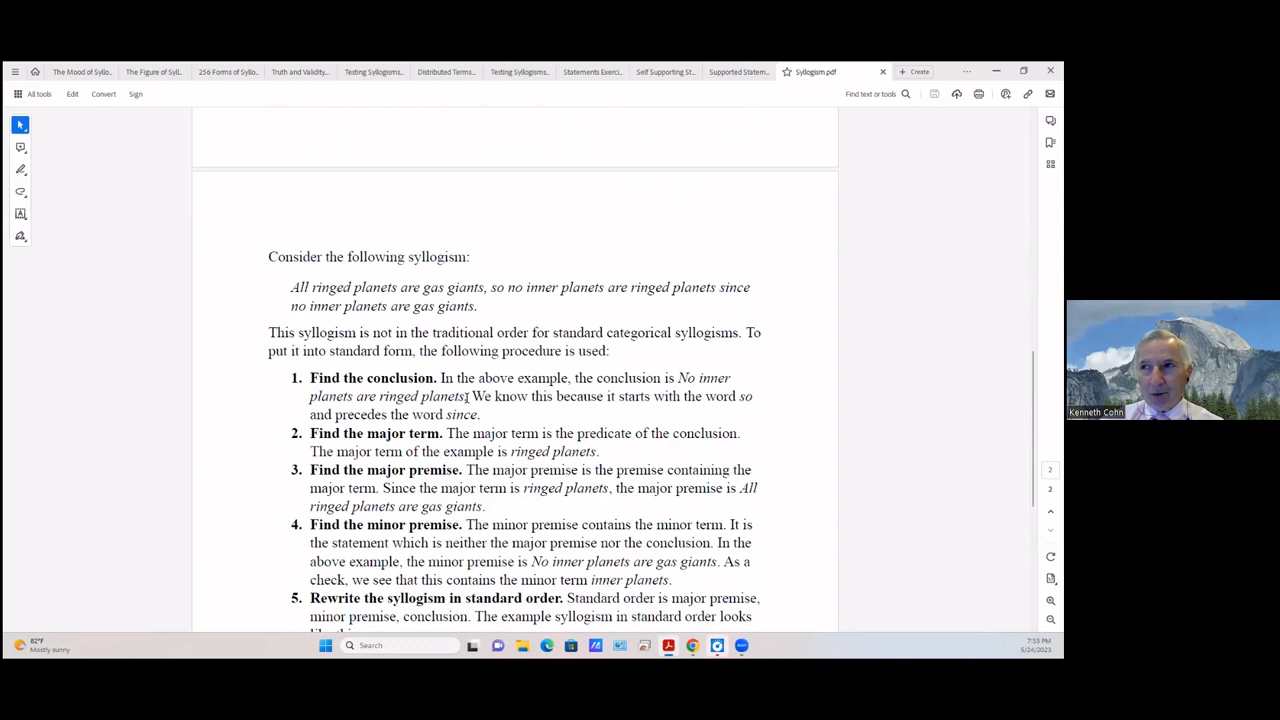 The Mood of Syllo...
The Figure of Syll...
256 Forms of Syllo...
Truth and Validity...
Testing Syllogisms...
Distributed Terms...
Testing Syllogisms...
Statements Exerci...
Self Supporting St...
Supported Statem...
Syllogism.pdf
Create
All tools
Edit
Convert
Sign
Find text or tools
Consider the following syllogism:
All ringed planets are gas giants, so no inner planets are ringed planets since
no inner planets are gas giants.
This syllogism is not in the traditional order for standard categorical syllogisms. To
put it into standard form, the following procedure is used:
1. Find the conclusion. In the above example, the conclusion is No inner
planets are ringed planets. We know this because it starts with the word so
and precedes the word since.
2. Find the major term. The major term is the predicate of the conclusion.
The major term of the example is ringed planets.
3. Find the major premise. The major premise is the premise containing the
major term. Since the major term is ringed planets, the major premise is All
ringed planets are gas giants.
4. Find the minor premise. The minor premise contains the minor term. It is
the statement which is neither the major premise nor the conclusion. In the
above example, the minor premise is No inner planets are gas giants. As a
check, we see that this contains the minor term inner planets.
5. Rewrite the syllogism in standard order. Standard order is major premise,
minor premise, conclusion. The example syllogism in standard order looks
2
2
Kenneth Cohn
82°F
Mostly sunny
Search
7:53 PM
5/24/2023